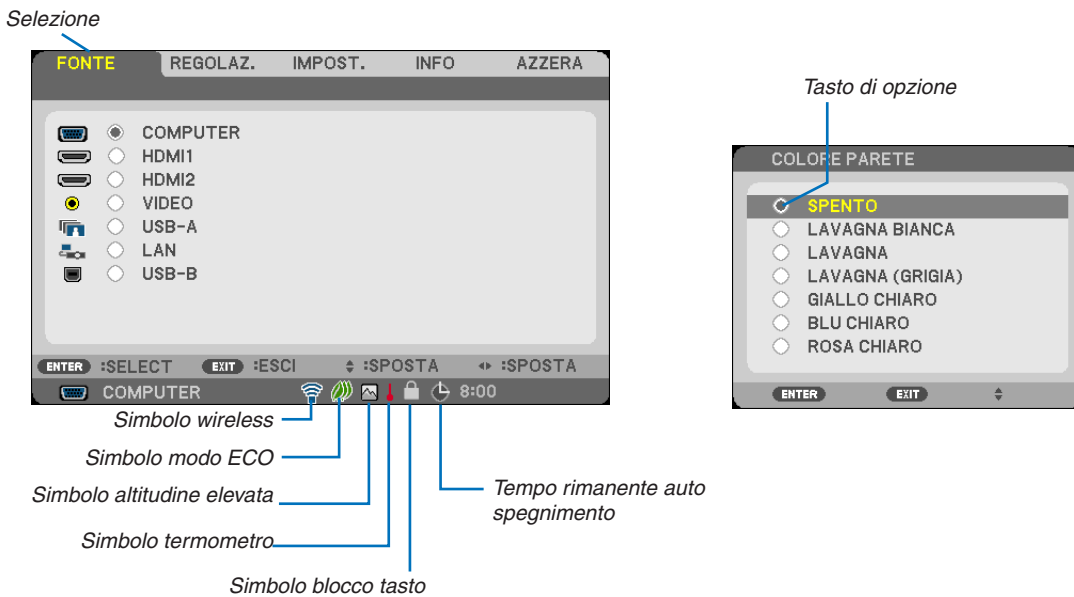 Selezione
FONTE REGOLAZ. IMPOST. INFO AZZERA
COMPUTER
HDMI1
HDMI2
VIDEO
USB-A
LAN
USB-B
ENTER :SELECT EXIT :ESCI :SPOSTA :SPOSTA
COMPUTER 8:00
Simbolo wireless
Simbolo modo ECO
Simbolo altitudine elevata
Simbolo termometro
Simbolo blocco tasto
Tempo rimanente auto
spegnimento
Tasto di opzione
COLORE PARETE
SPENTO
LAVAGNA BIANCA
LAVAGNA
LAVAGNA (GRIGIA)
GIALLO CHIARO
BLU CHIARO
ROSA CHIARO
ENTER EXIT